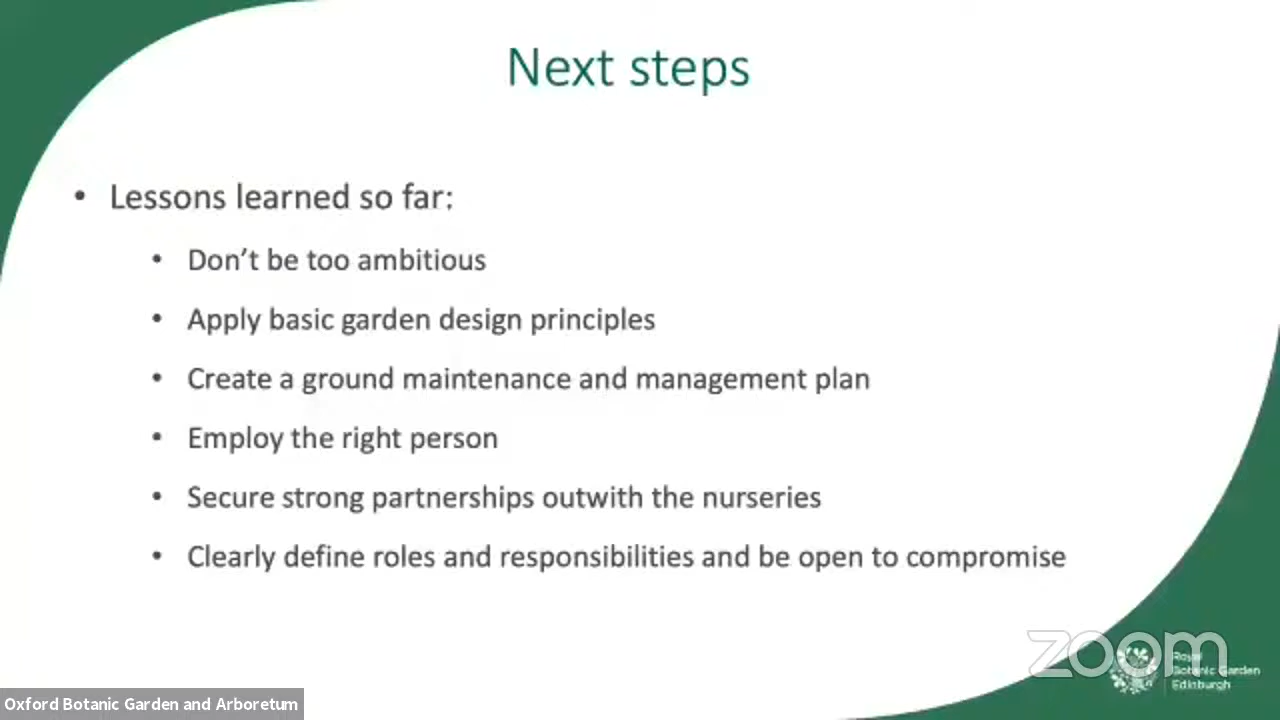 Next steps
• Lessons learned so far:
• Don’t be too ambitious
• Apply basic garden design principles
• Create a ground maintenance and management plan
• Employ the right person
• Secure strong partnerships outwith the nurseries
• Clearly define roles and responsibilities and be open to compromise
zoom
Royal
Botanic Garden
Edinburgh
Oxford Botanic Garden and Arboretum